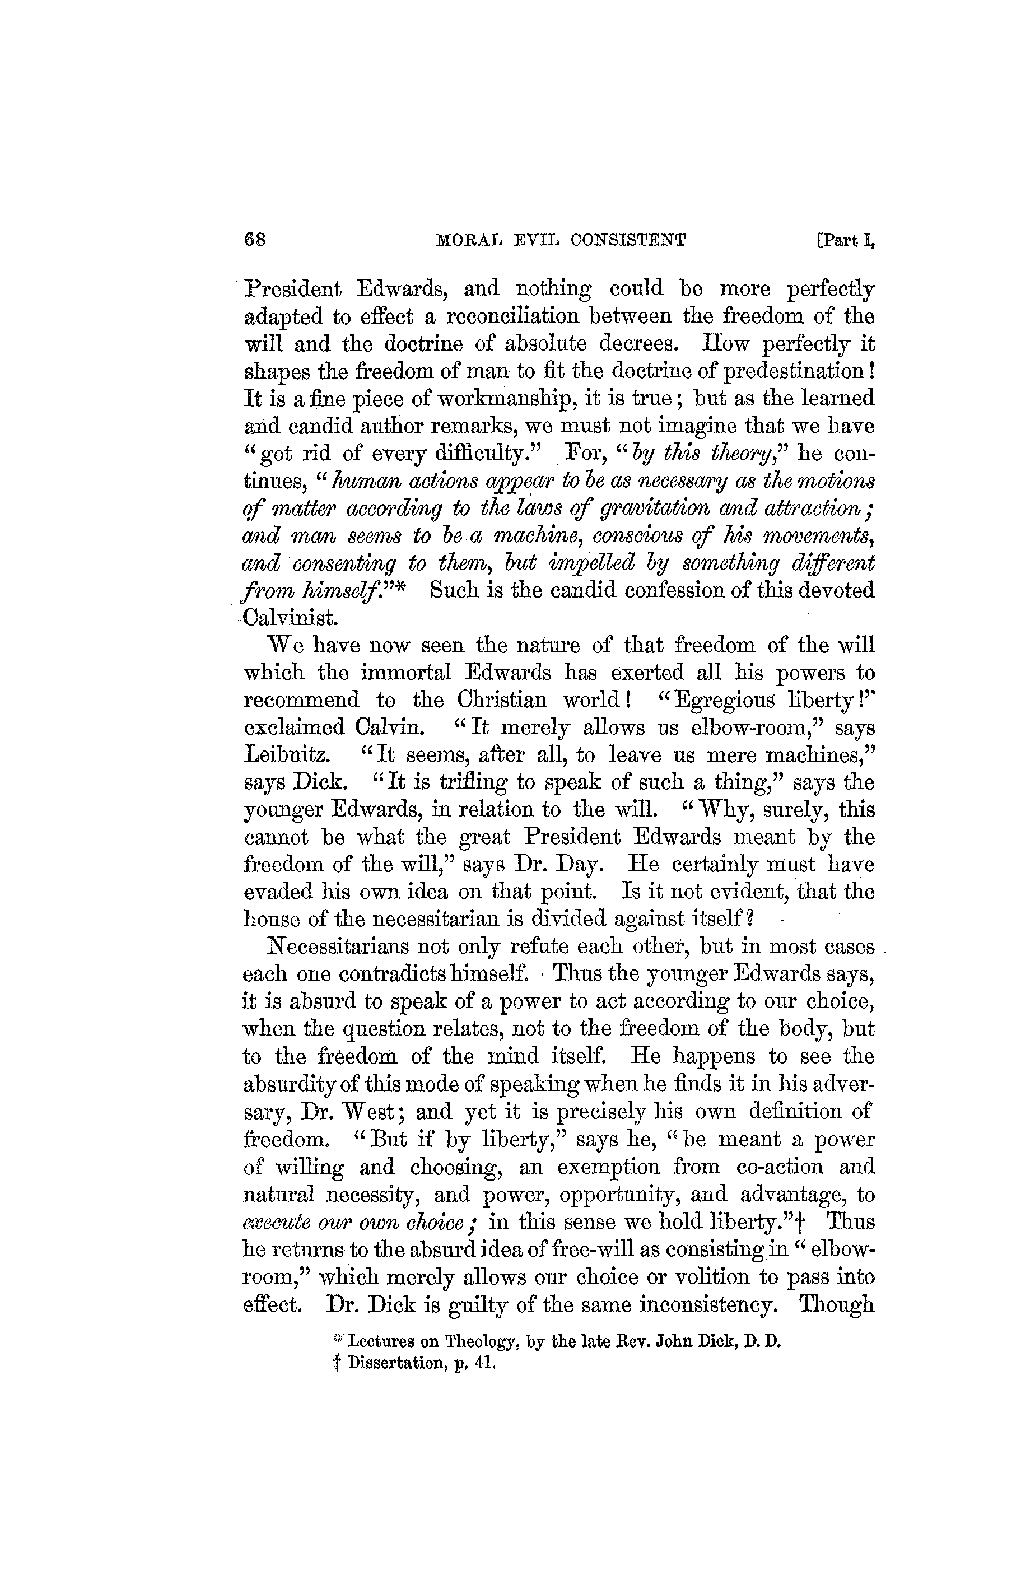 68 MORAL EVIL CONSISTENT [Part I,
President Edwards, and nothing could be more perfectly
adapted to effect a reconciliation between the freedom of the
will and the doctrine of absolute decrees. How perfectly it
shapes the freedom of man to fit the doctrine of predestination!
It is a fine piece of workmanship, it is true; but as the learned
and candid author remarks, we must not imagine that we have
“got rid of every difficulty.” For, “by this theory,” he con-
tinues, “human actions appear to be as necessary as the motions
of matter according to the laws of gravitation and attraction;
and man seems to be a machine, conscious of his movements,
and consenting to them, but impelled by something different
from himself.”* Such is the candid confession of this devoted
Calvinist.
We have now seen the nature of that freedom of the will
which the immortal Edwards has exerted all his powers to
recommend to the Christian world! “Egregious liberty!”
exclaimed Calvin. “It merely allows us elbow-room,” says
Leibnitz. “It seems, after all, to leave us mere machines,”
says Dick. “It is trifling to speak of such a thing,” says the
younger Edwards, in relation to the will. “Why, surely, this
cannot be what the great President Edwards meant by the
freedom of the will,” says Dr. Day. He certainly must have
evaded his own idea on that point. Is it not evident, that the
house of the necessitarian is divided against itself?
Necessitarians not only refute each other, but in most cases
each one contradicts himself. Thus the younger Edwards says,
it is absurd to speak of a power to act according to our choice,
when the question relates, not to the freedom of the body, but
to the freedom of the mind itself. He happens to see the
absurdity of this mode of speaking when he finds it in his adver-
sary, Dr. West; and yet it is precisely his own definition of
freedom. “But if by liberty,” says he, “be meant a power
of willing and choosing, an exemption from co-action and
natural necessity, and power, opportunity, and advantage, to
execute our own choice; in this sense we hold liberty.”† Thus
he returns to the absurd idea of free-will as consisting in “elbow-
room,” which merely allows our choice or volition to pass into
effect. Dr. Dick is guilty of the same inconsistency. Though
* Lectures on Theology, by the late Rev. John Dick, D. D.
† Dissertation, p. 41.